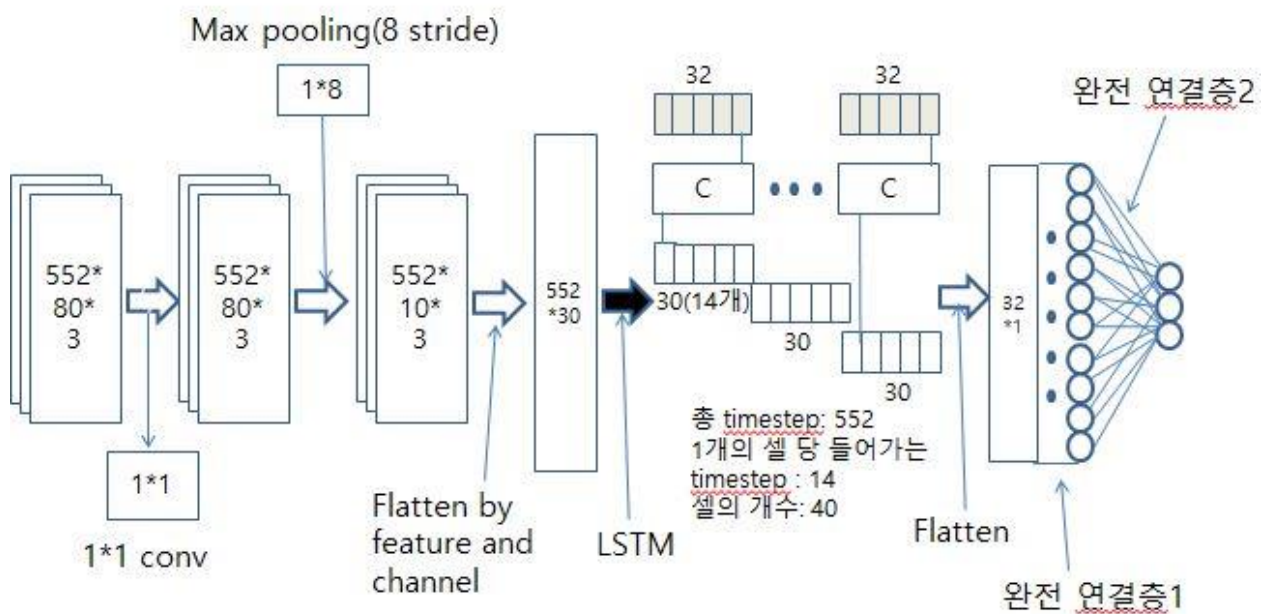 Max pooling(8 stride)
1*8
552*
80*
3
1*1
1*1 conv
552*
80*
3
552*
10*
3
Flatten by
feature and
channel
552
*30
LSTM
32
32
C
C
30(14개)
30
30
총 timestep: 552
1개의 셀 당 들어가는
timestep : 14
셀의 개수: 40
Flatten
32
*1
완전 연결층2
완전 연결층1